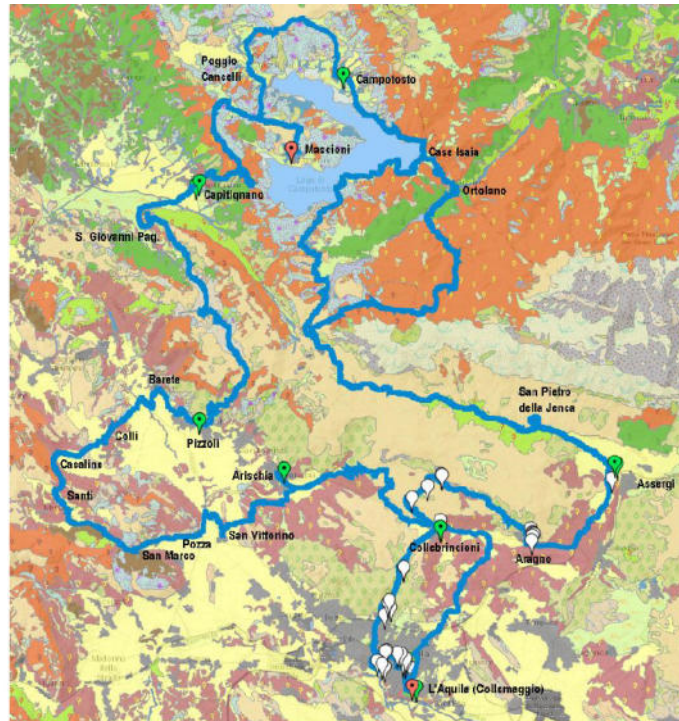 Poggio
Cancelli
Campotosto
Mascioni
Case Isaia
Capitignano
Ortolano
S. Giovanni Pag.
Barete
San Pietro
della Jenca
Pizzoli
Colli
Casalina
Arischia
Assergi
Santi
San Vittorino
Pozza
San Marco
Collebrincioni
Aragno
L'Aquila (Collemaggio)